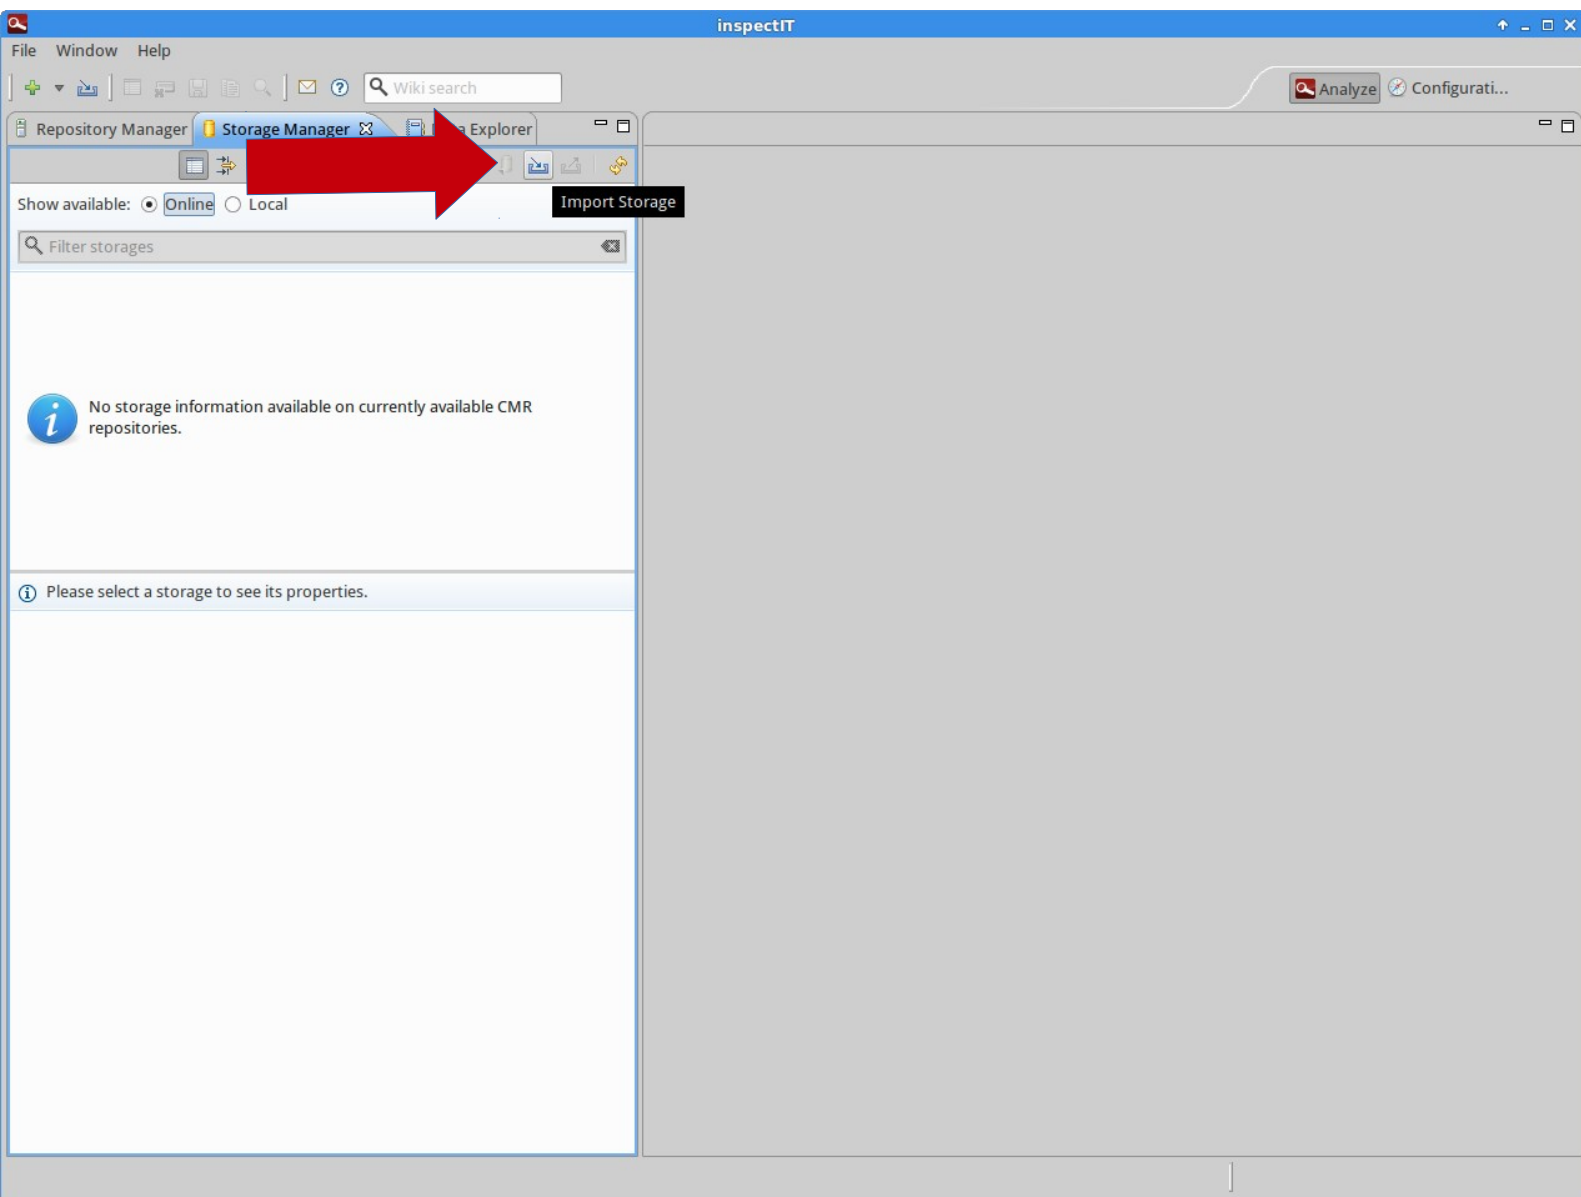 inspectIT
File Window Help
Wiki search
Analyze Configurati...
Repository Manager Storage Manager Explorer
Show available: Online Local
Import Storage
Filter storages
No storage information available on currently available CMR
repositories.
Please select a storage to see its properties.